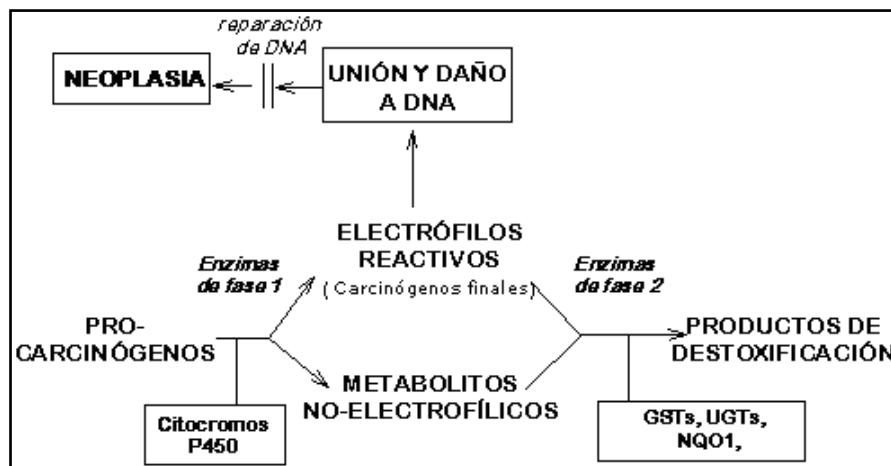 reparación
de DNA
NEOPLASIA
UNIÓN Y DAÑO
A DNA
ELECTRÓFILOS
REACTIVOS
( Carcinógenos finales)
Enzimas
de fase 1
Enzimas
de fase 2
PRO-
CARCINÓGENOS
PRODUCTOS DE
DESTOXIFICACIÓN
METABOLITOS
NO-ELECTROFÍLICOS
Citocromos
P450
GSTs, UGTs,
NQO1,